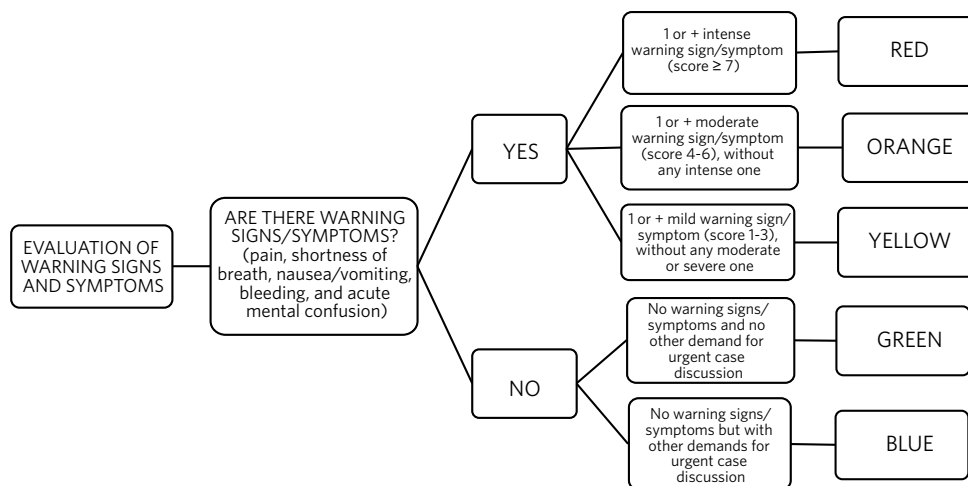 EVALUATION OF
WARNING SIGNS
AND SYMPTOMS
ARE THERE WARNING
SIGNS/SYMPTOMS?
(pain, shortness of
breath, nausea/vomiting,
bleeding, and acute
mental confusion)
YES
1 or + intense
warning sign/symptom
(score ≥ 7)
RED
1 or + moderate
warning sign/symptom
(score 4-6), without
any intense one
ORANGE
1 or + mild warning sign/
symptom (score 1-3),
without any moderate
or severe one
YELLOW
NO
No warning signs/
symptoms and no
other demand for
urgent case
discussion
GREEN
No warning signs/
symptoms but with
other demands for
urgent case
discussion
BLUE